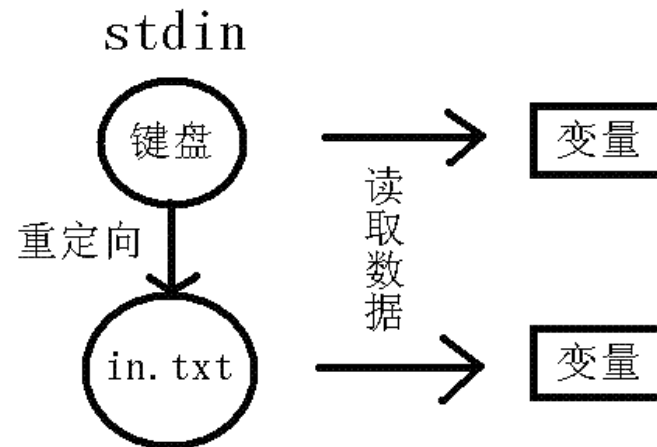 stdin
键盘
变量
读取数据
重定向
in.txt
变量